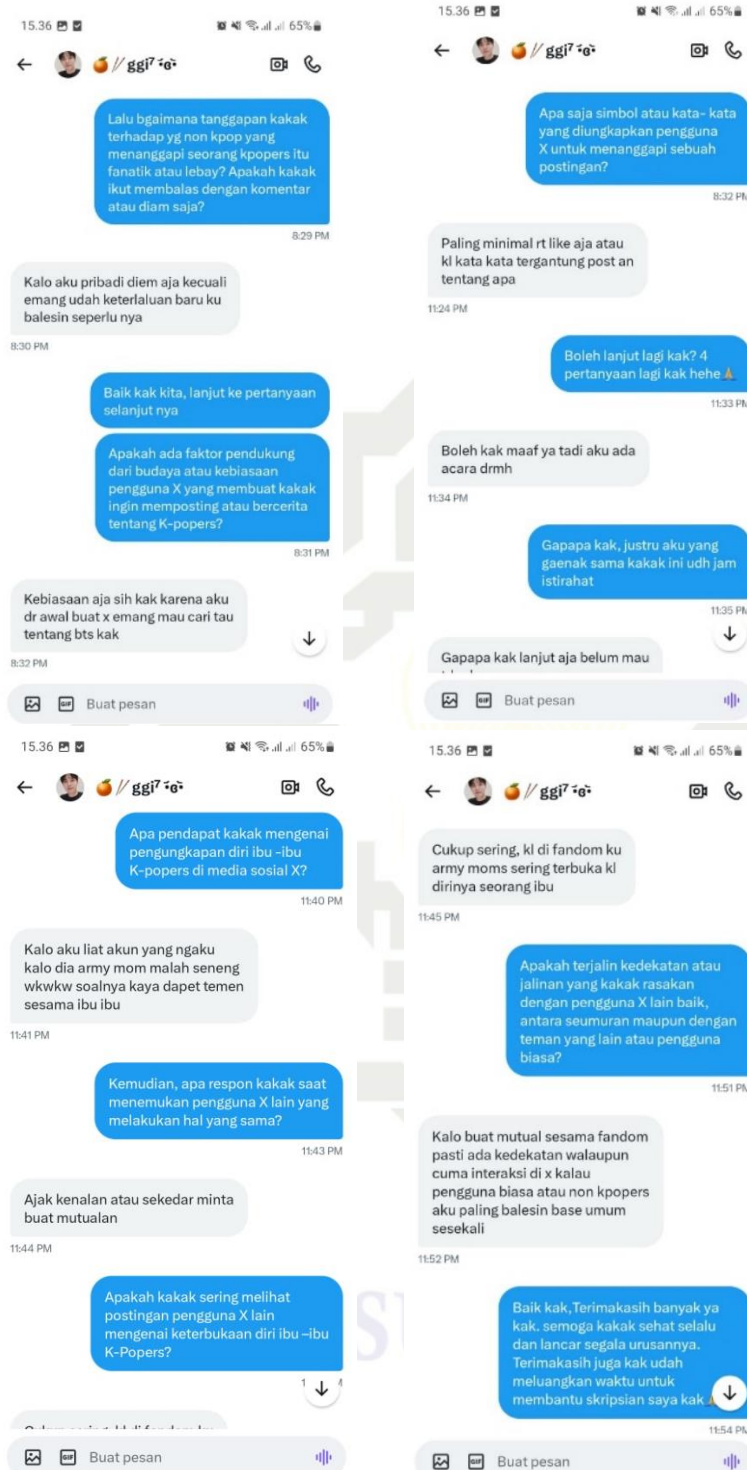 15.36
65%
ggi⁷
Lalu bgaimana tanggapan kakak
terhadap yg non kpop yang
menanggapi seorang kpopers itu
fanatik atau lebay? Apakah kakak
ikut membalas dengan komentar
atau diam saja?
8:29 PM
Kalo aku pribadi diem aja kecuali
emang udah keterlaluan baru ku
balesin seperlu nya
8:30 PM
Baik kak kita, lanjut ke pertanyaan
selanjut nya
Apakah ada faktor pendukung
dari budaya atau kebiasaan
pengguna X yang membuat kakak
ingin memposting atau bercerita
tentang K-popers?
8:31 PM
Kebiasaan aja sih kak karena aku
dr awal buat x emang mau cari tau
tentang bts kak
8:32 PM
GIF Buat pesan
15.36
65%
ggi⁷
Apa saja simbol atau kata- kata
yang diungkapkan pengguna
X untuk menanggapi sebuah
postingan?
8:32 PM
Paling minimal rt like aja atau
kl kata kata tergantung post an
tentang apa
11:24 PM
Boleh lanjut lagi kak? 4
pertanyaan lagi kak hehe🙏
11:33 PM
Boleh kak maaf ya tadi aku ada
acara drmh
11:34 PM
Gapapa kak, justru aku yang
gaenak sama kakak ini udh jam
istirahat
11:35 PM
Gapapa kak lanjut aja belum mau
GIF Buat pesan
15.36
65%
ggi⁷
Apa pendapat kakak mengenai
pengungkapan diri ibu -ibu
K-popers di media sosial X?
11:40 PM
Kalo aku liat akun yang ngaku
kalo dia army mom malah seneng
wkwkw soalnya kaya dapet temen
sesama ibu ibu
11:41 PM
Kemudian, apa respon kakak saat
menemukan pengguna X lain yang
melakukan hal yang sama?
11:43 PM
Ajak kenalan atau sekedar minta
buat mutualan
11:44 PM
Apakah kakak sering melihat
postingan pengguna X lain
mengenai keterbukaan diri ibu –ibu
K-Popers?
GIF Buat pesan
15.36
65%
ggi⁷
Cukup sering, kl di fandom ku
army moms sering terbuka kl
dirinya seorang ibu
11:45 PM
Apakah terjalin kedekatan atau
jalinan yang kakak rasakan
dengan pengguna X lain baik,
antara seumuran maupun dengan
teman yang lain atau pengguna
biasa?
11:51 PM
Kalo buat mutual sesama fandom
pasti ada kedekatan walaupun
cuma interaksi di x kalau
pengguna biasa atau non kpopers
aku paling balesin base umum
sesekali
11:52 PM
Baik kak,Terimakasih banyak ya
kak. semoga kakak sehat selalu
dan lancar segala urusannya.
Terimakasih juga kak udah
meluangkan waktu untuk
membantu skripsian saya kak🙏
11:54 PM
GIF Buat pesan